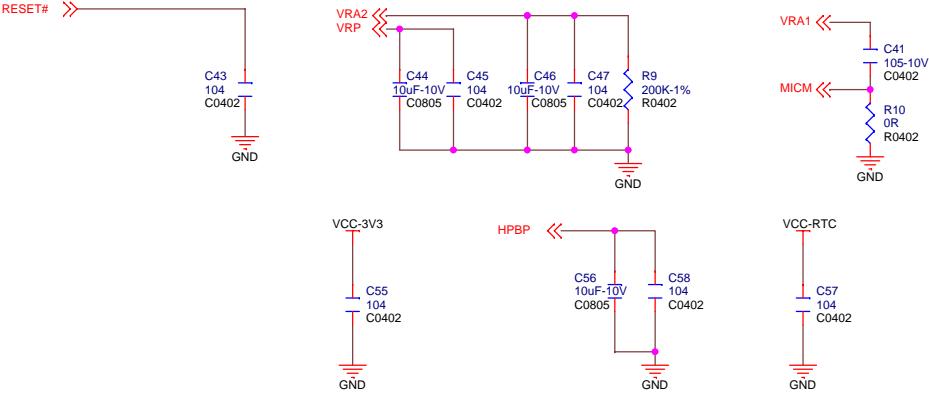 RESET#
C43
104
C0402
GND
VRA2
VRP
C44
10uF-10V
C0805
C45
104
C0402
C46
10uF-10V
C0805
C47
104
C0402
R9
200K-1%
R0402
GND
VRA1
C41
105-10V
C0402
MICM
R10
0R
R0402
GND
VCC-3V3
C55
104
C0402
GND
HPBP
C56
10uF-10V
C0805
C58
104
C0402
GND
VCC-RTC
C57
104
C0402
GND